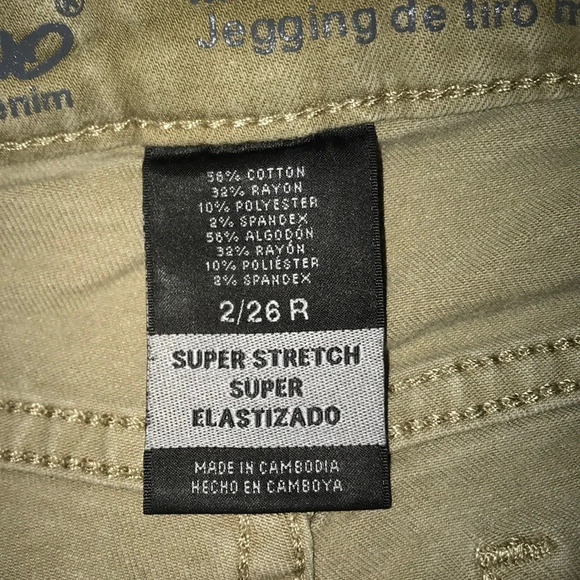 Jegging de tiro
enim
56% COTTON
32% RAYON
10% POLYESTER
2% SPANDEX
56% ALGODÓN
32% RAYÓN
10% POLIÉSTER
2% SPANDEX
2/26 R
SUPER STRETCH
SUPER
ELASTIZADO
MADE IN CAMBODIA
HECHO EN CAMBOYA